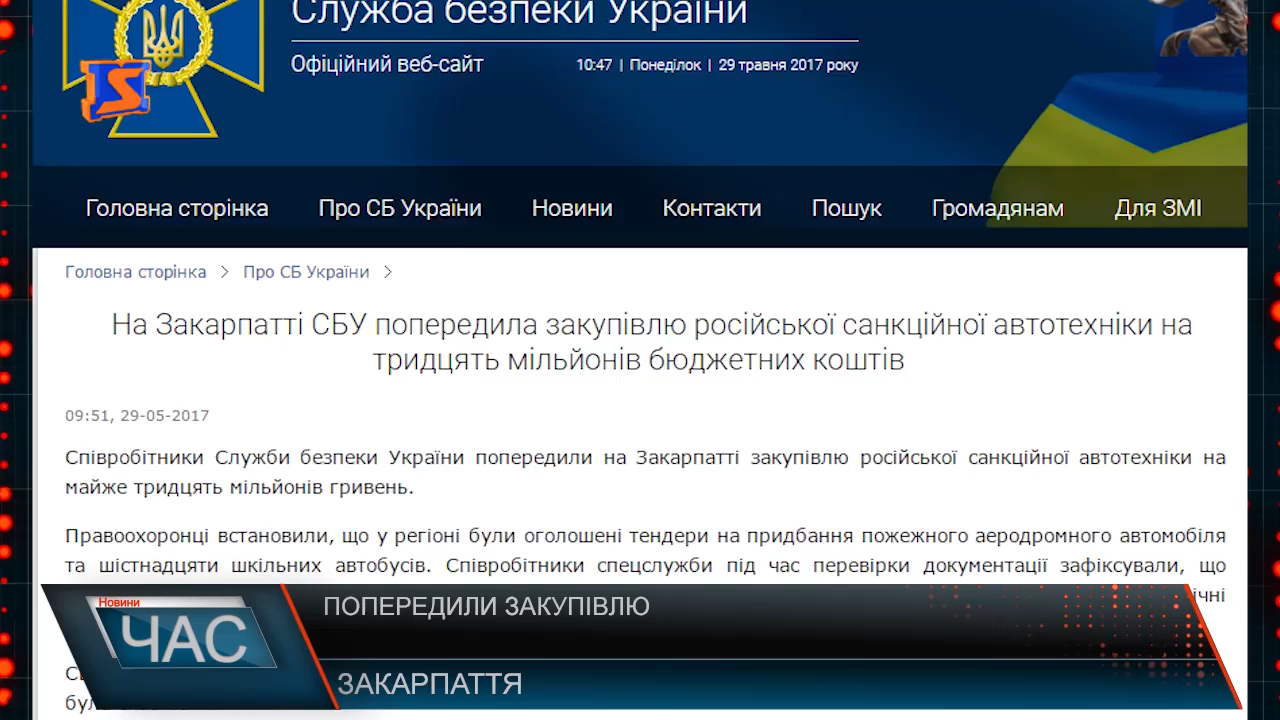 Служба безпеки України
Офіційний веб-сайт
10:47 | Понеділок | 29 травня 2017 року
Головна сторінка Про СБ України Новини Контакти Пошук Громадянам Для ЗМІ
Головна сторінка > Про СБ України >
На Закарпатті СБУ попередила закупівлю російської санкційної автотехніки на
тридцять мільйонів бюджетних коштів
09:51, 29-05-2017
Співробітники Служби безпеки України попередили на Закарпатті закупівлю російської санкційної автотехніки на
майже тридцять мільйонів гривень.
Правоохоронці встановили, що у регіоні були оголошені тендери на придбання пожежного аеродромного автомобіля
та шістнадцяти шкільних автобусів. Співробітники спецслужби під час перевірки документації зафіксували, що
Новини
ЧАС
ПОПЕРЕДИЛИ ЗАКУПІВЛЮ
ЗАКАРПАТТЯ